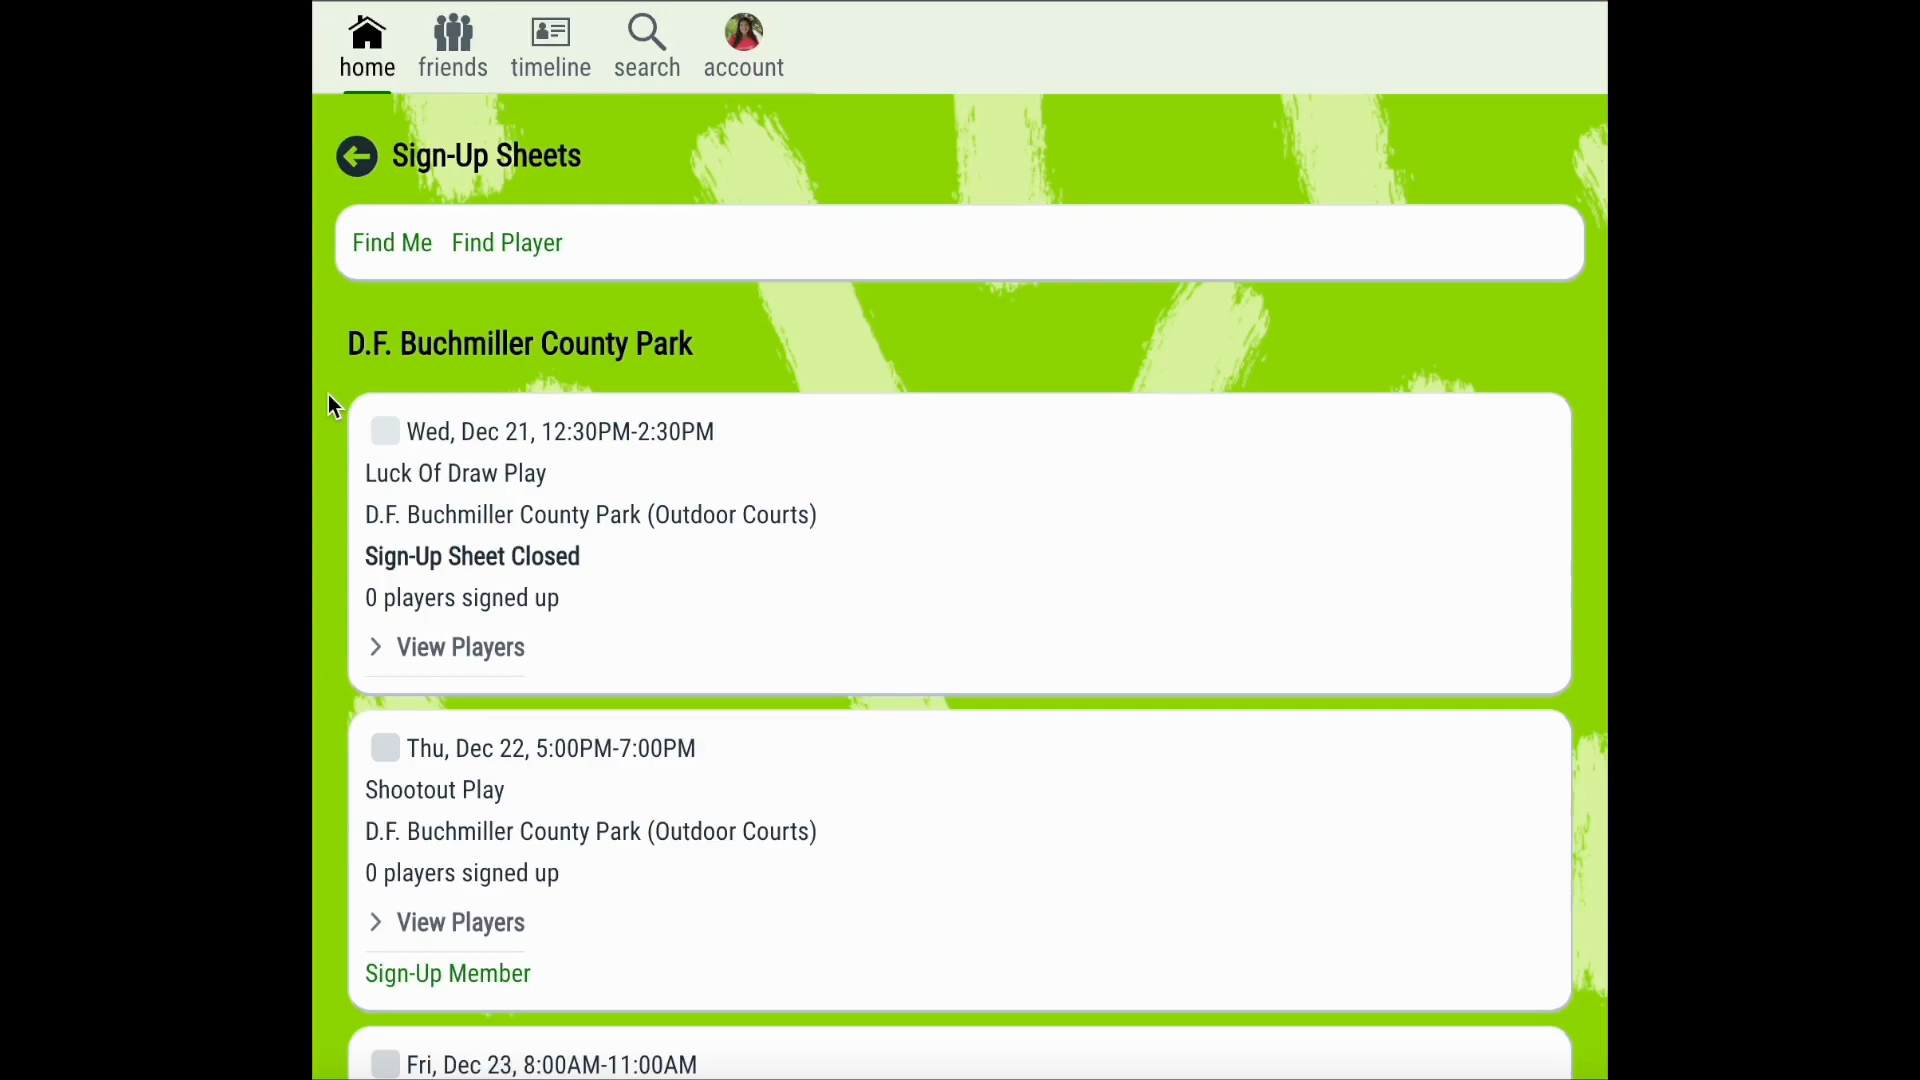 home friends timeline search account
Sign-Up Sheets
Find Me Find Player
D.F. Buchmiller County Park
Wed, Dec 21, 12:30PM-2:30PM
Luck Of Draw Play
D.F. Buchmiller County Park (Outdoor Courts)
Sign-Up Sheet Closed
0 players signed up
View Players
Thu, Dec 22, 5:00PM-7:00PM
Shootout Play
D.F. Buchmiller County Park (Outdoor Courts)
0 players signed up
View Players
Sign-Up Member
Fri, Dec 23, 8:00AM-11:00AM